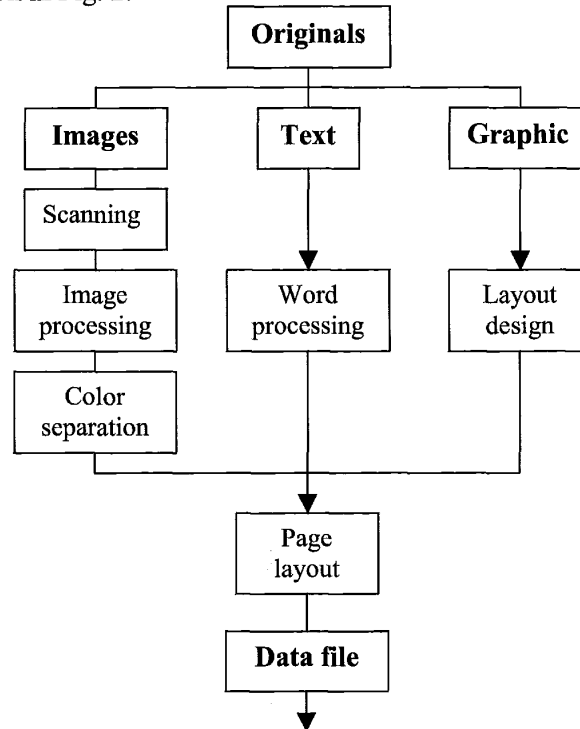 Originals
Images
Text
Graphic
Scanning
Image
processing
Word
processing
Layout
design
Color
separation
Page
layout
Data file